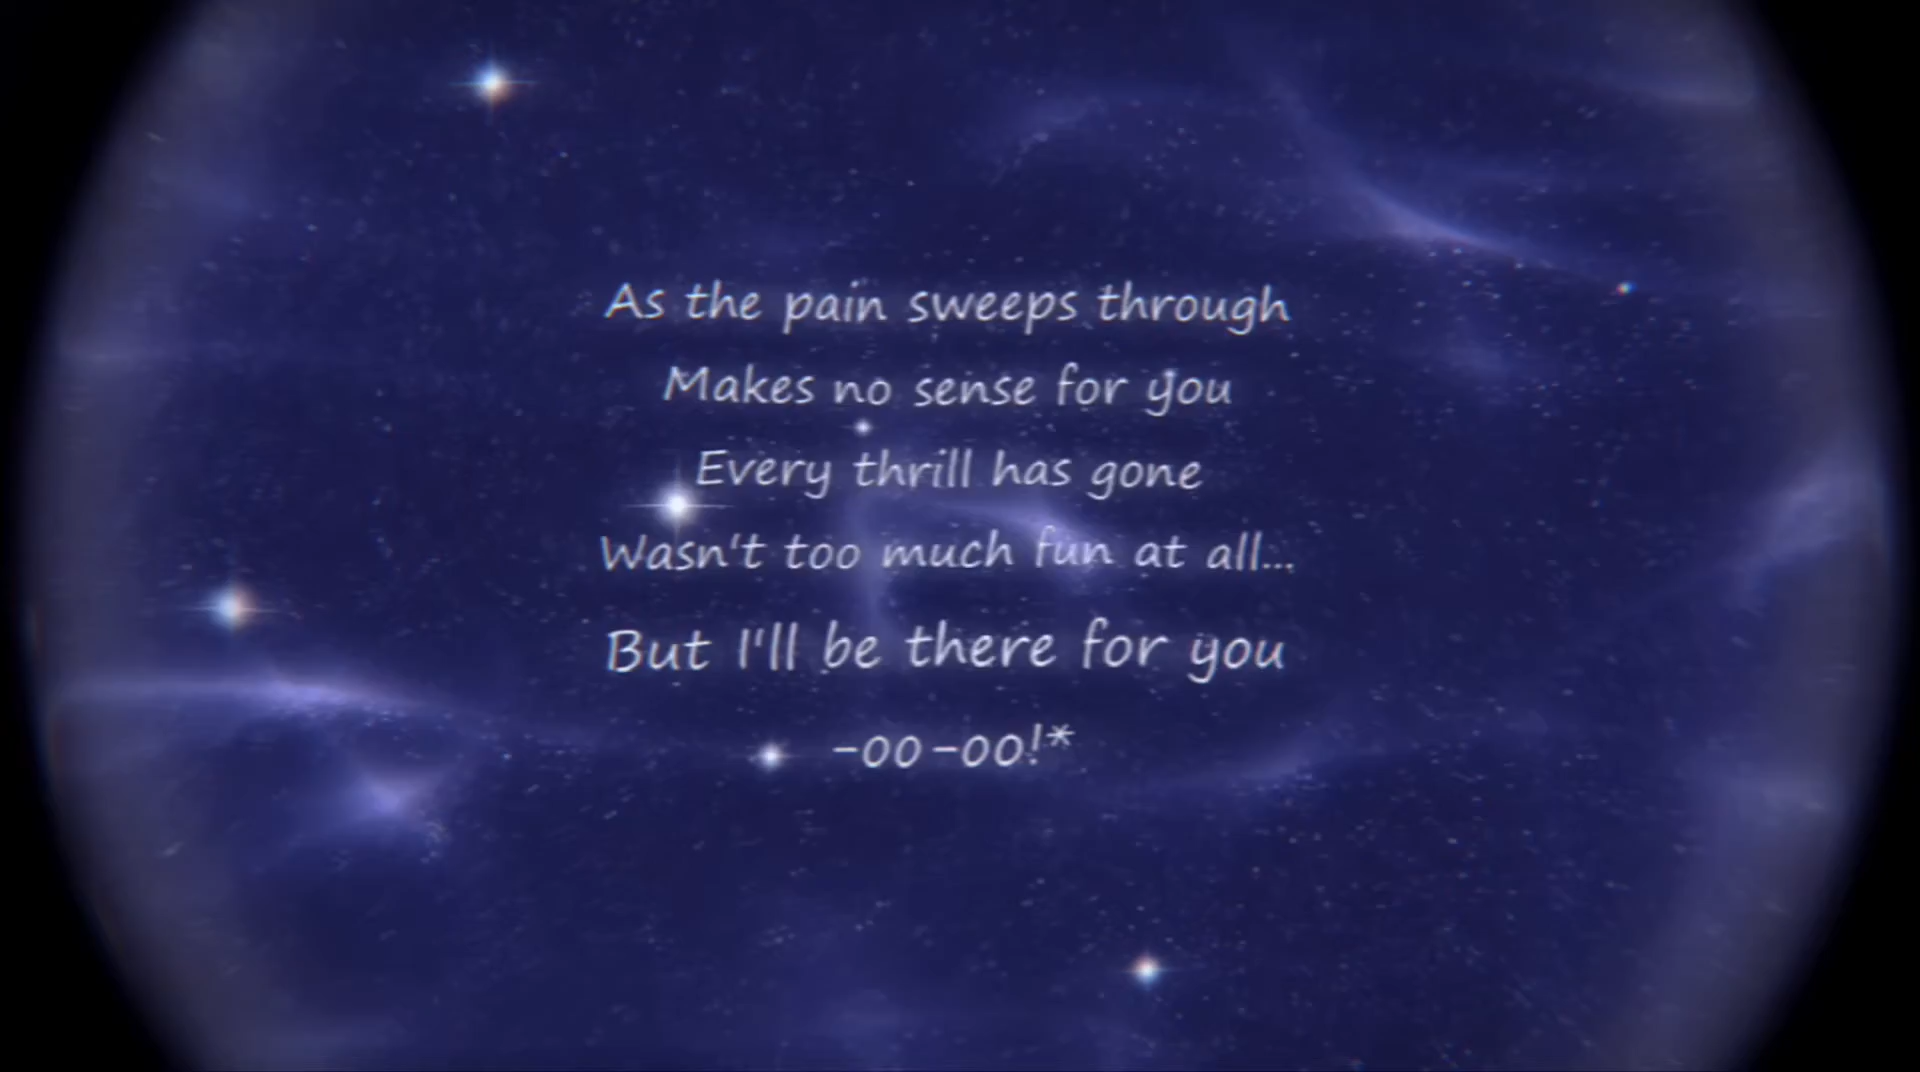 As the pain sweeps through
Makes no sense for you
Every thrill has gone
Wasn't too much fun at all...
But I'll be there for you
-oo-oo!*